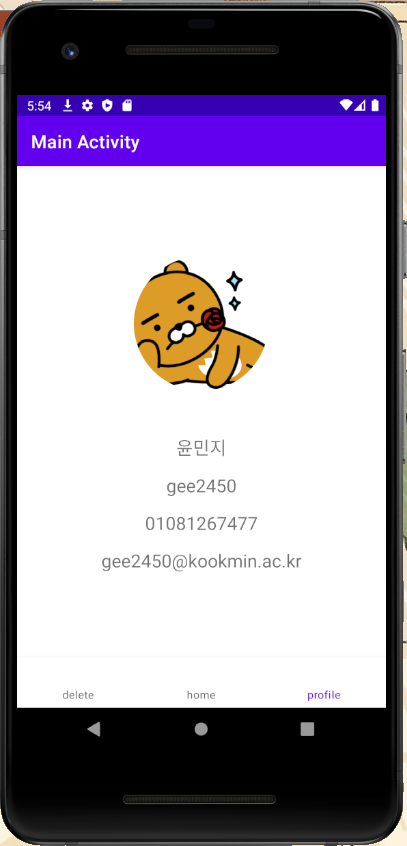 5:54
Main Activity
윤민지
gee2450
01081267477
gee2450@kookmin.ac.kr
delete home profile